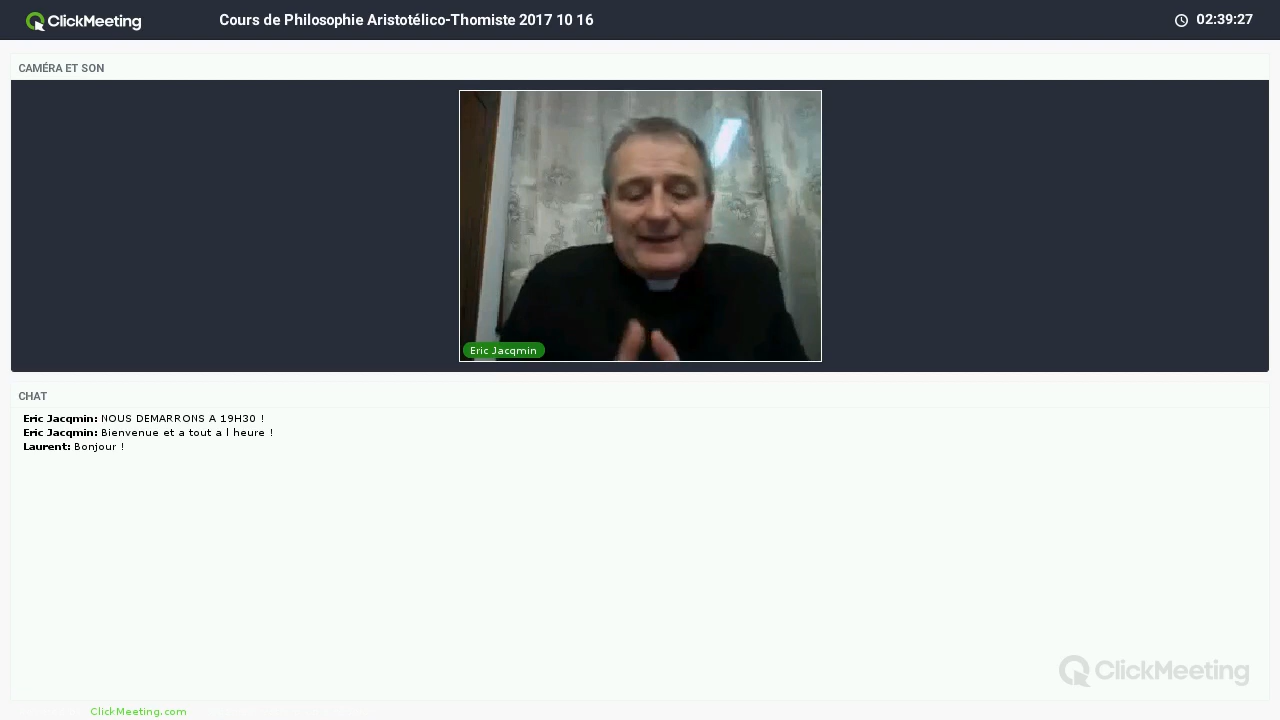 ClickMeeting
Cours de Philosophie Aristotélico-Thomiste 2017 10 16
02:39:27
CAMÉRA ET SON
Eric Jacqmin
CHAT
Eric Jacqmin: NOUS DEMARRONS A 19H30 !
Eric Jacqmin: Bienvenue et a tout a l heure !
Laurent: Bonjour !
ClickMeeting
ClickMeeting.com